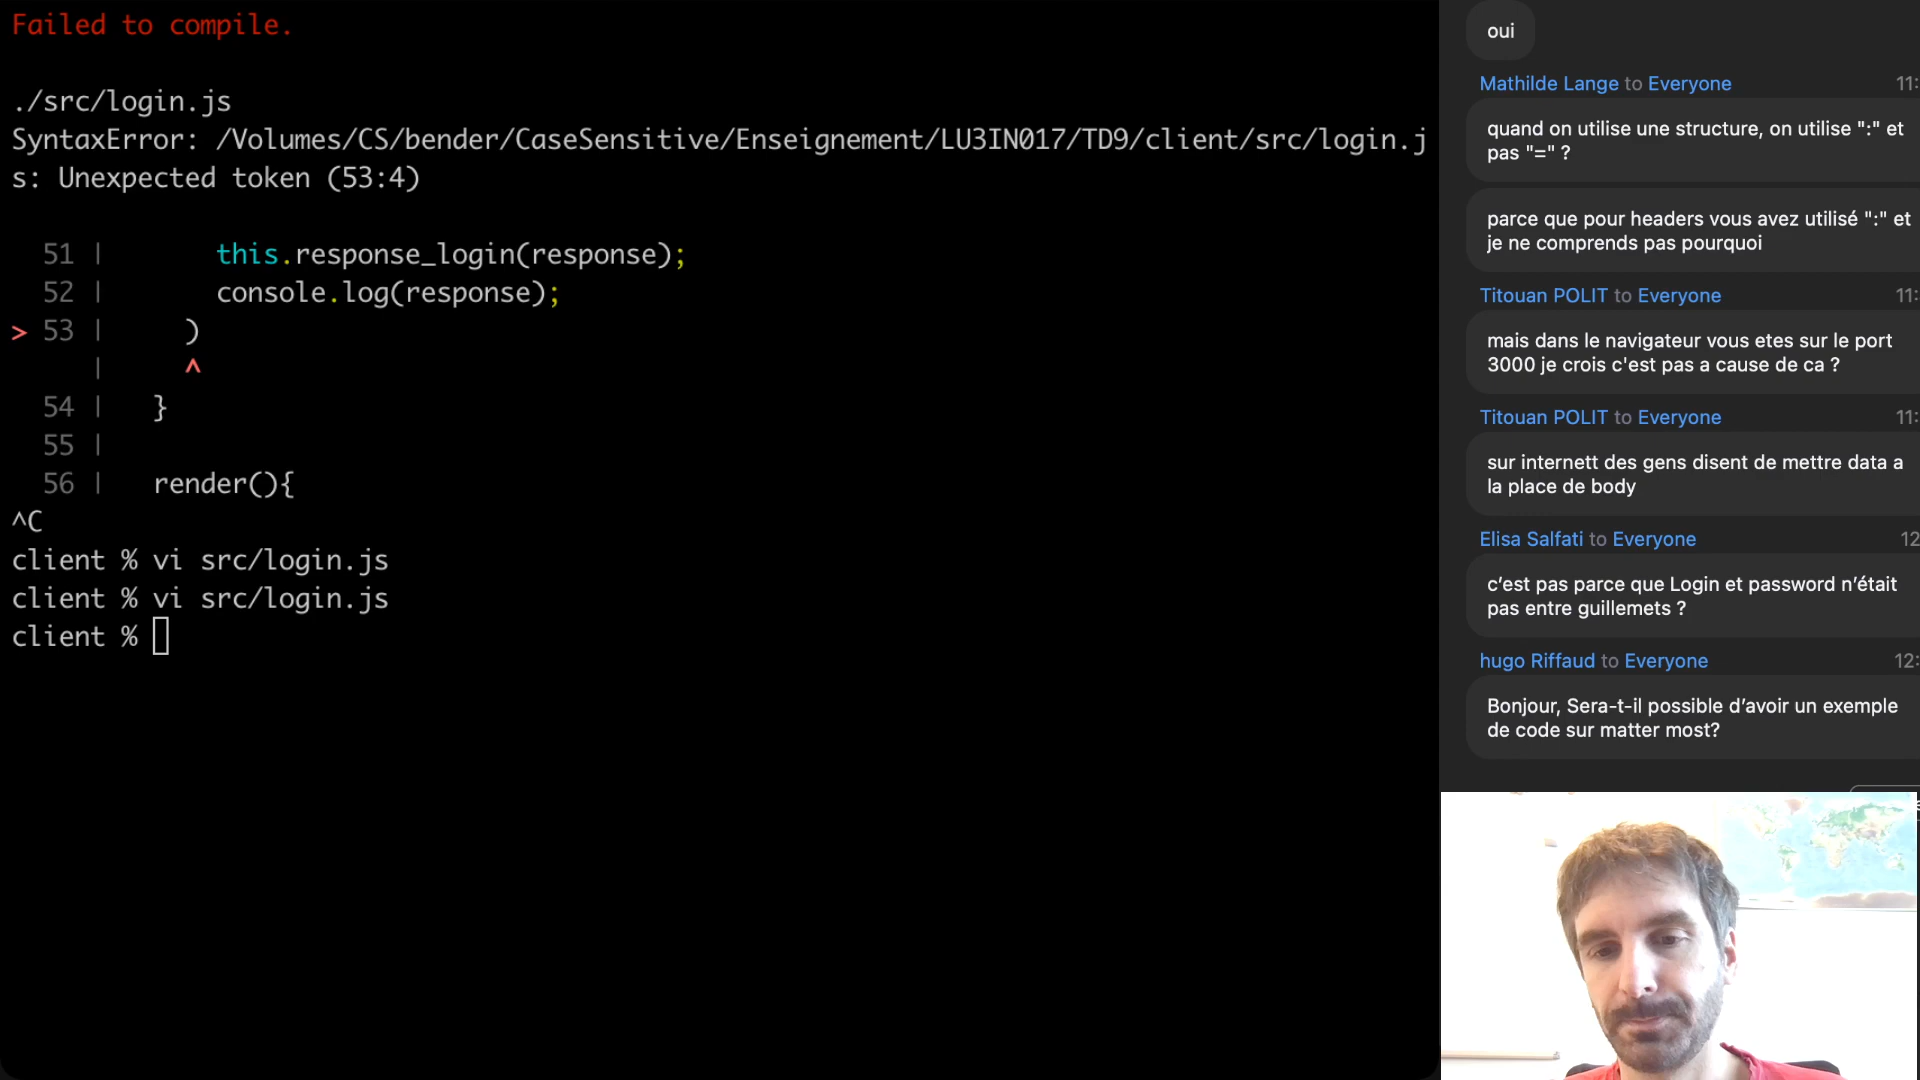 Failed to compile.
./src/login.js
SyntaxError: /Volumes/CS/bender/CaseSensitive/Enseignement/LU3IN017/TD9/client/src/login.j
s: Unexpected token (53:4)
51 |       this.response_login(response);
52 |       console.log(response);
> 53 |     )
|     ^
54 |   }
55 |
56 |   render(){
^C
client % vi src/login.js
client % vi src/login.js
client %
oui
Mathilde Lange to Everyone 11:
quand on utilise une structure, on utilise ":" et
pas "=" ?
parce que pour headers vous avez utilisé ":" et
je ne comprends pas pourquoi
Titouan POLIT to Everyone 11:
mais dans le navigateur vous etes sur le port
3000 je crois c'est pas a cause de ca ?
Titouan POLIT to Everyone 11:
sur internett des gens disent de mettre data a
la place de body
Elisa Salfati to Everyone 12
c’est pas parce que Login et password n’était
pas entre guillemets ?
hugo Riffaud to Everyone 12:
Bonjour, Sera-t-il possible d’avoir un exemple
de code sur matter most?